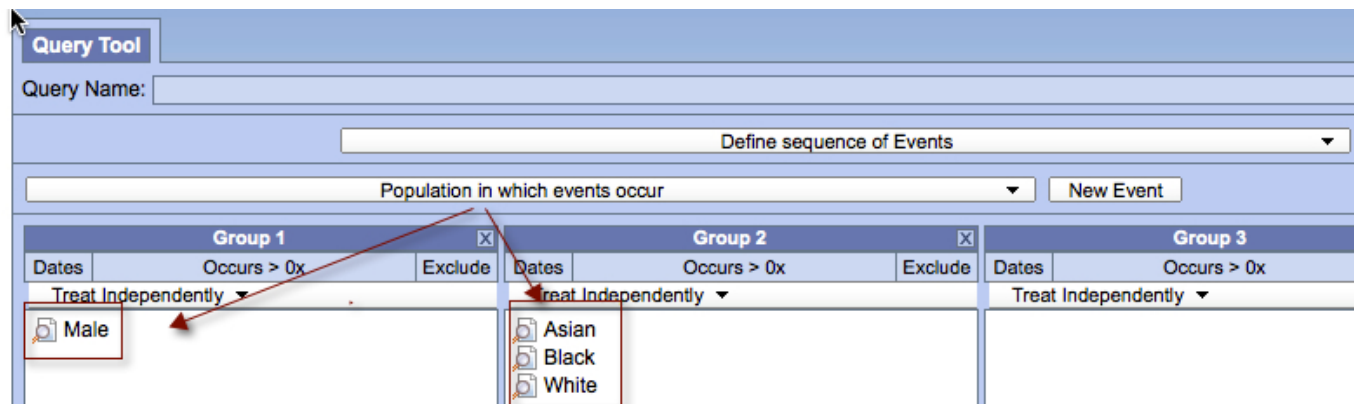 Query Tool
Query Name:
Define sequence of Events
Population in which events occur New Event
Group 1 X Group 2 X Group 3
Dates Occurs > 0x Exclude Dates Occurs > 0x Exclude Dates Occurs > 0x
Treat Independently Treat Independently Treat Independently
Male Asian
Black
White